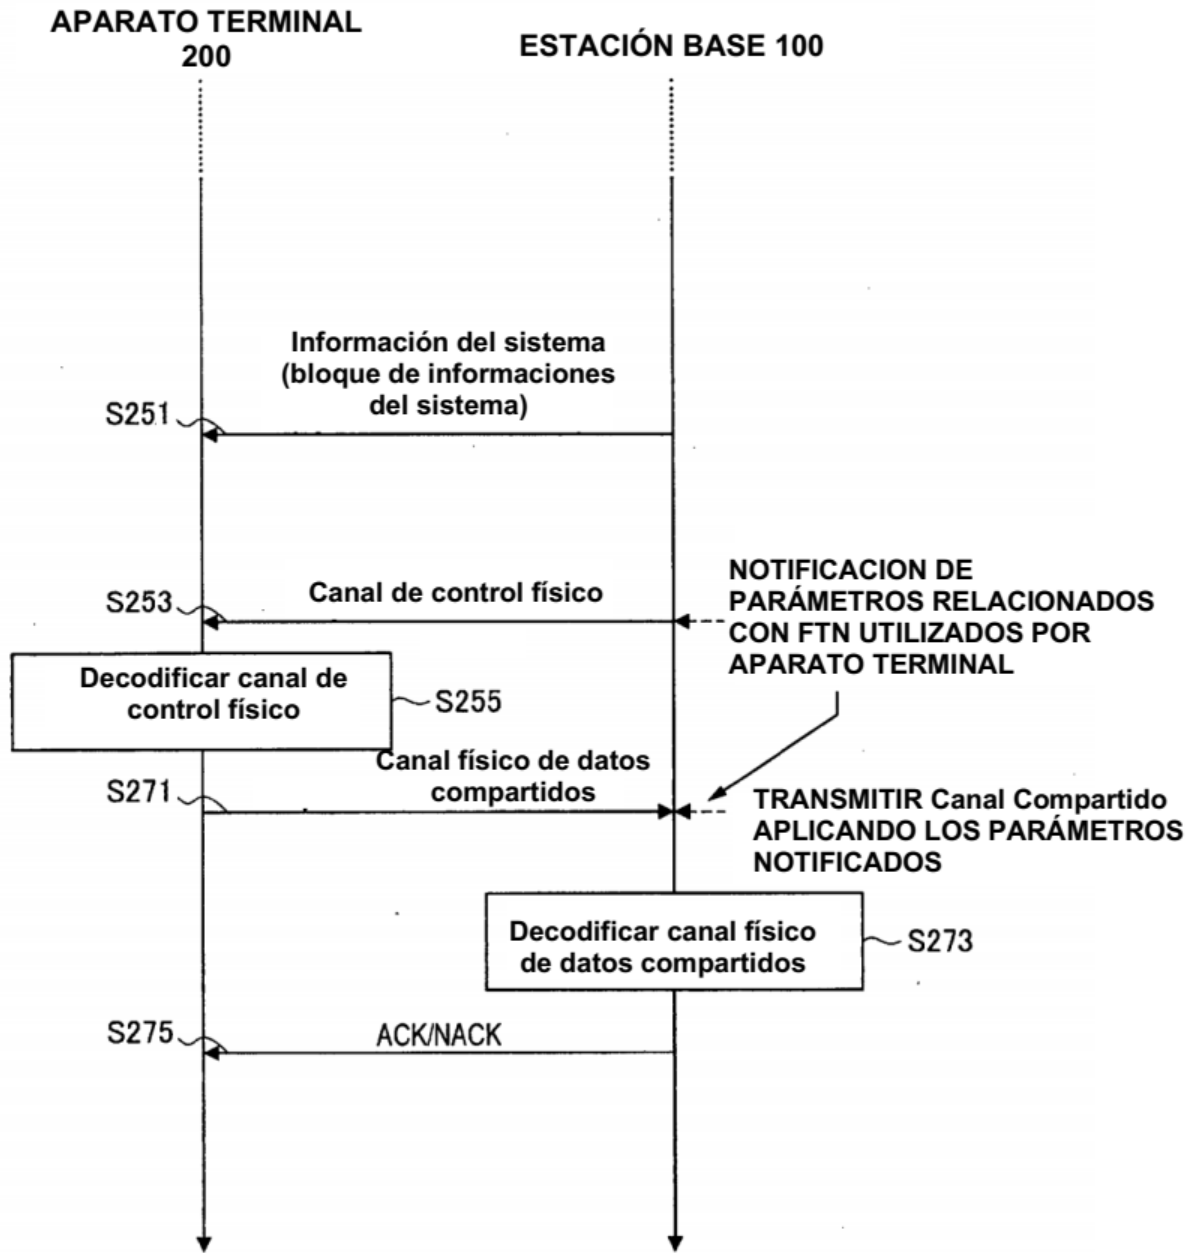 APARATO TERMINAL
200
ESTACIÓN BASE 100
Información del sistema
(bloque de informaciones
del sistema)
S251
NOTIFICACION DE
PARÁMETROS RELACIONADOS
CON FTN UTILIZADOS POR
APARATO TERMINAL
Canal de control físico
S253
Decodificar canal de
control físico
S255
Canal físico de datos
compartidos
S271
TRANSMITIR Canal Compartido
APLICANDO LOS PARÁMETROS
NOTIFICADOS
Decodificar canal físico
de datos compartidos
S273
S275
ACK/NACK